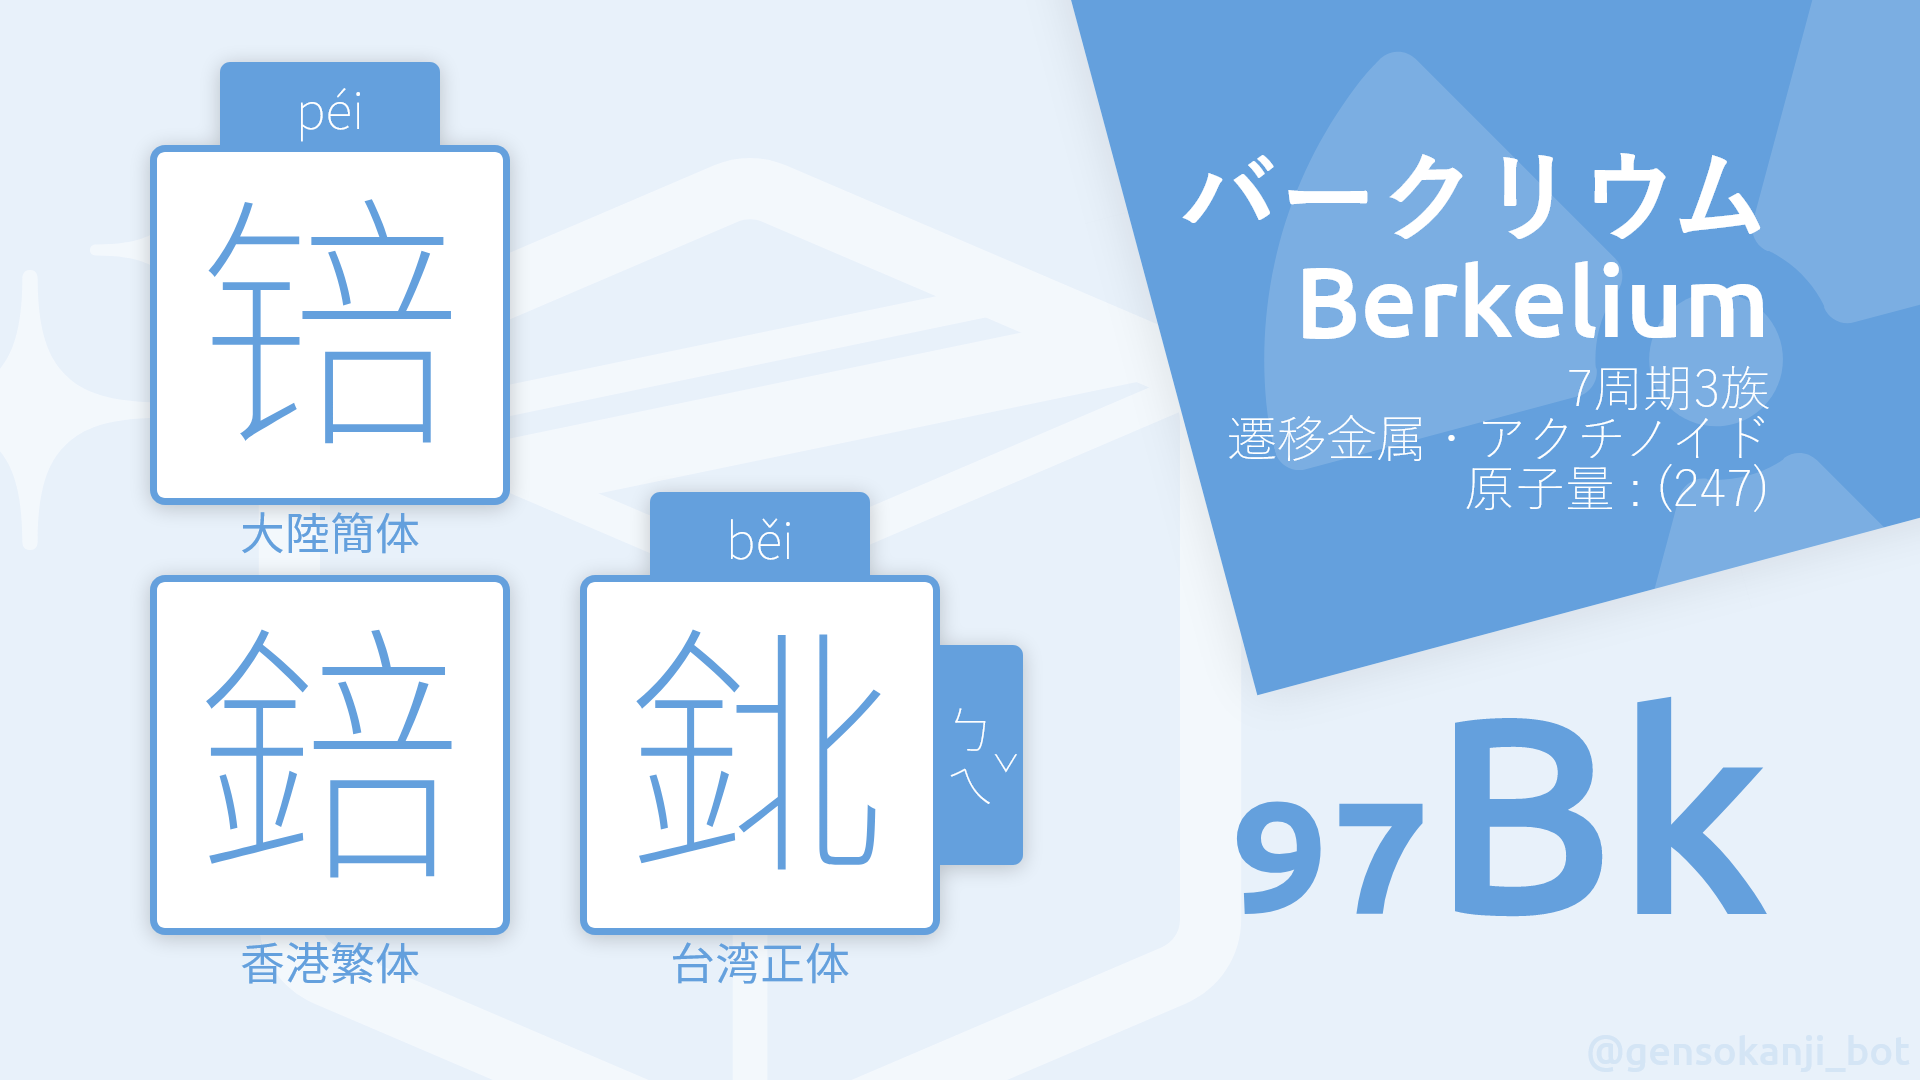 péi
锫
大陸簡体
鉳
香港繁体
běi
鉳
ㄅㄟˇ
台湾正体
バークリウム
Berkelium
7周期3族
遷移金属・アクチノイド
原子量 : (247)
97Bk
@gensokanji_bot